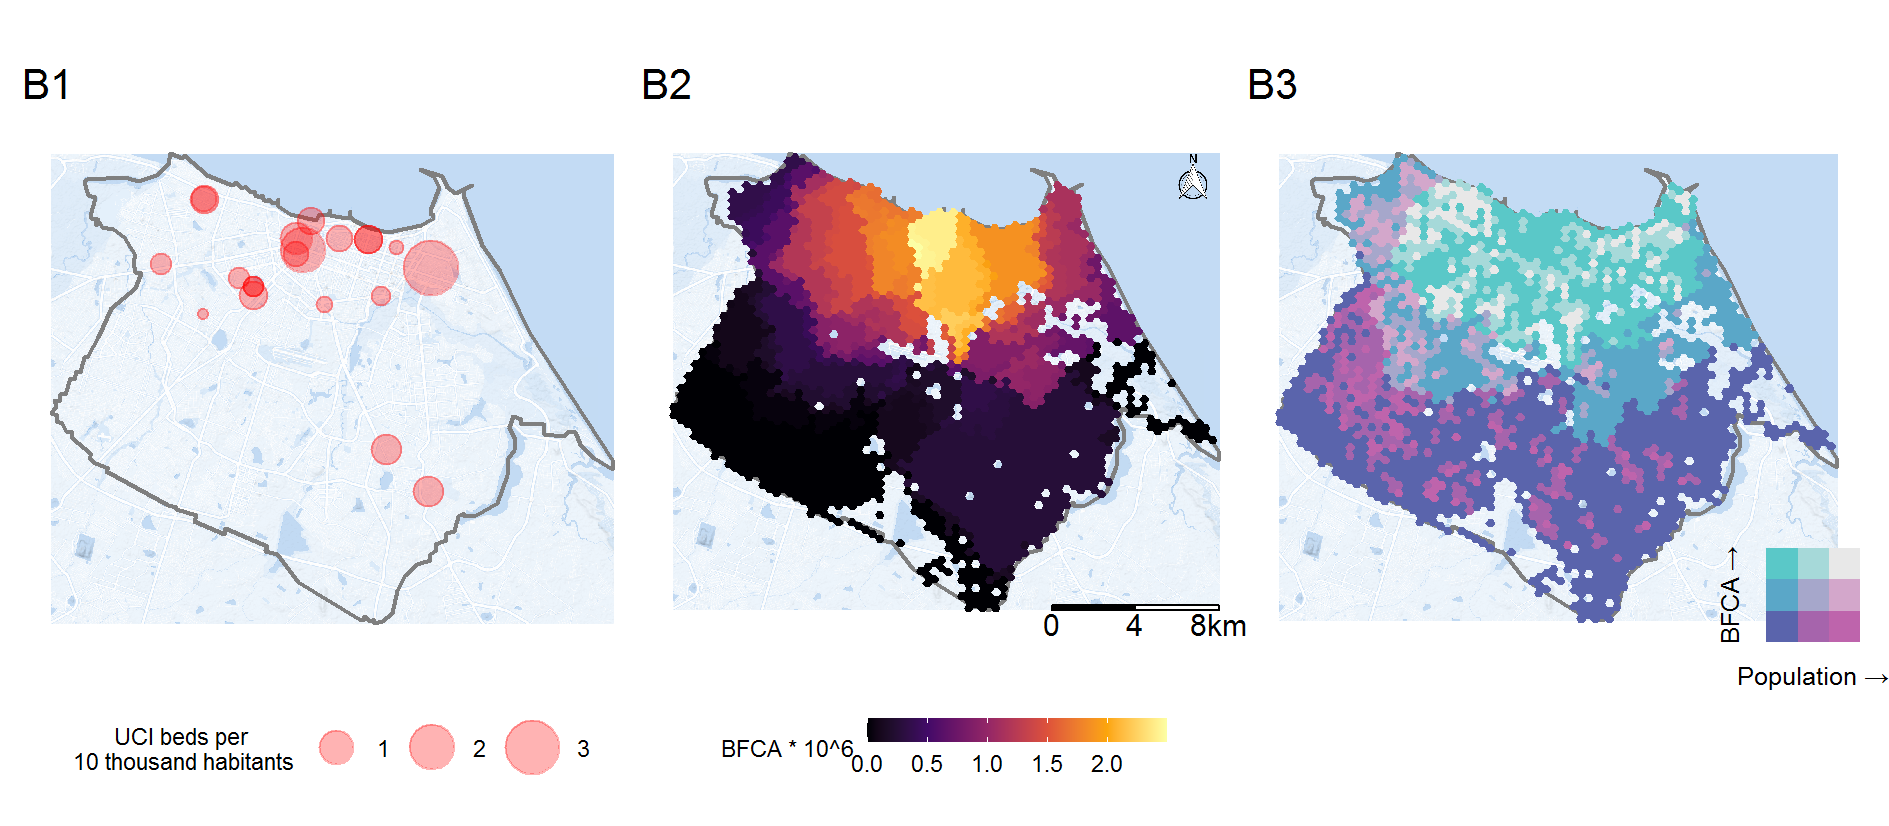 B1
B2
B3
N
0 4 8km
BFCA →
Population →
UCI beds per
10 thousand habitants
1 2 3
BFCA * 10^6
0.0 0.5 1.0 1.5 2.0